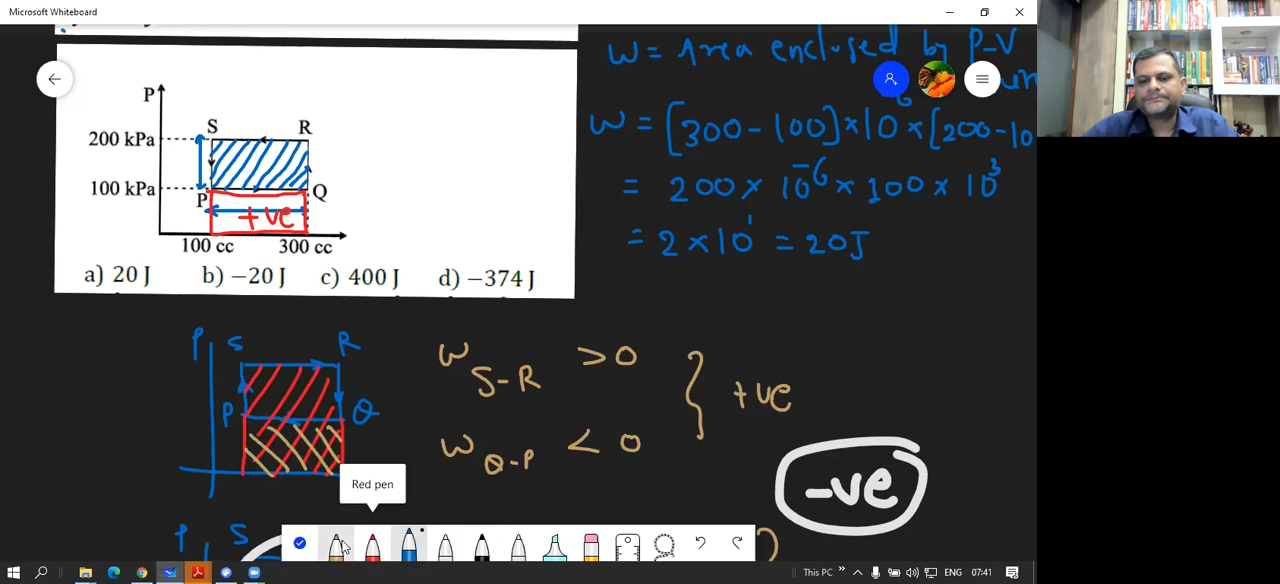 Microsoft Whiteboard
W = Area enclosed by P-V
P
S R
200 kPa
100 kPa
P Q
+ve
100 cc 300 cc
a) 20 J b) −20 J c) 400 J d) −374 J
W = [300 - 100] × 10 × [200 - 10
= 200 × 10⁻⁶ × 100 × 10³
= 2 × 10¹ = 20 J
P S R
P Q
W S-R > 0
W Q-P < 0
} +ve
-ve
Red pen
P S
This PC
ENG
07:41